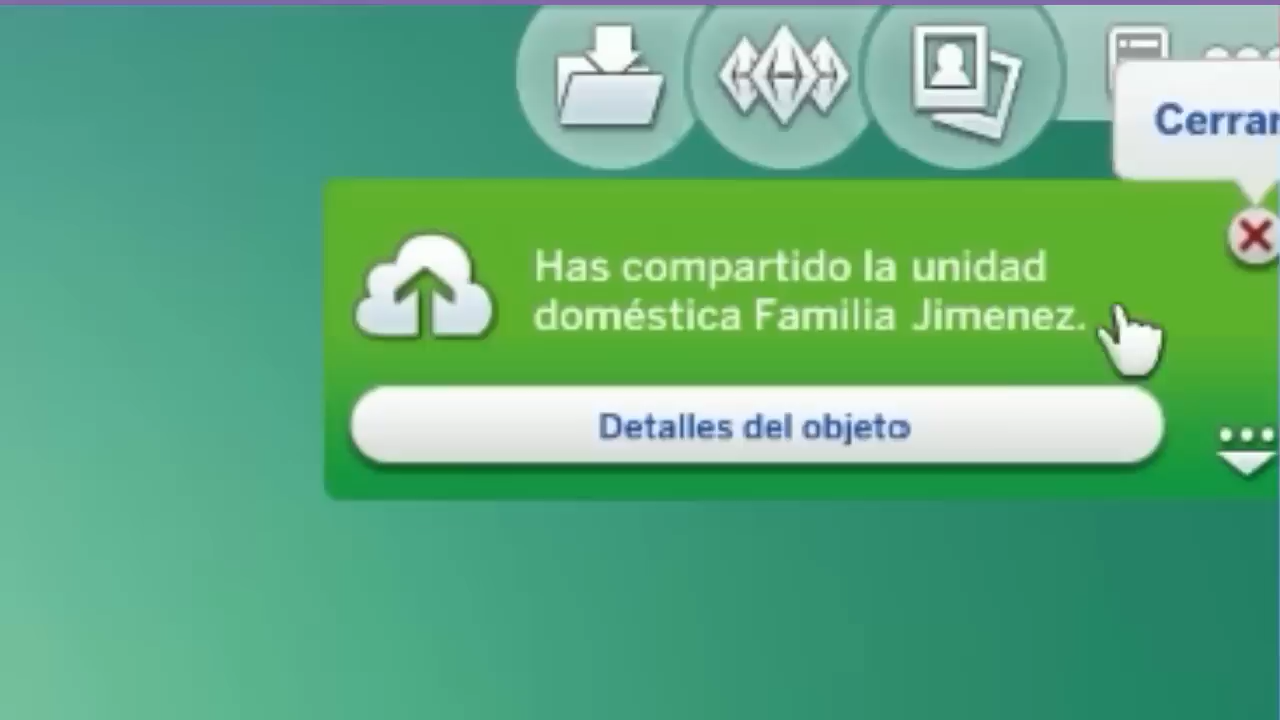 Cerrar
Has compartido la unidad
doméstica Familia Jimenez.
Detalles del objeto